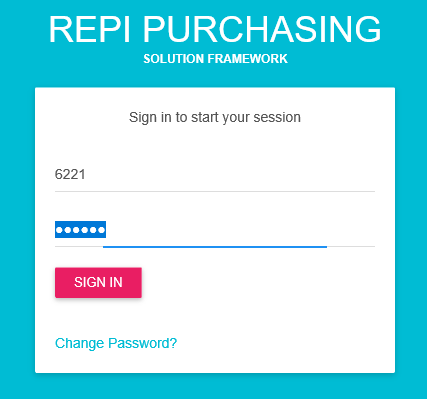 REPI PURCHASING
SOLUTION FRAMEWORK
Sign in to start your session
6221
••••••
SIGN IN
Change Password?